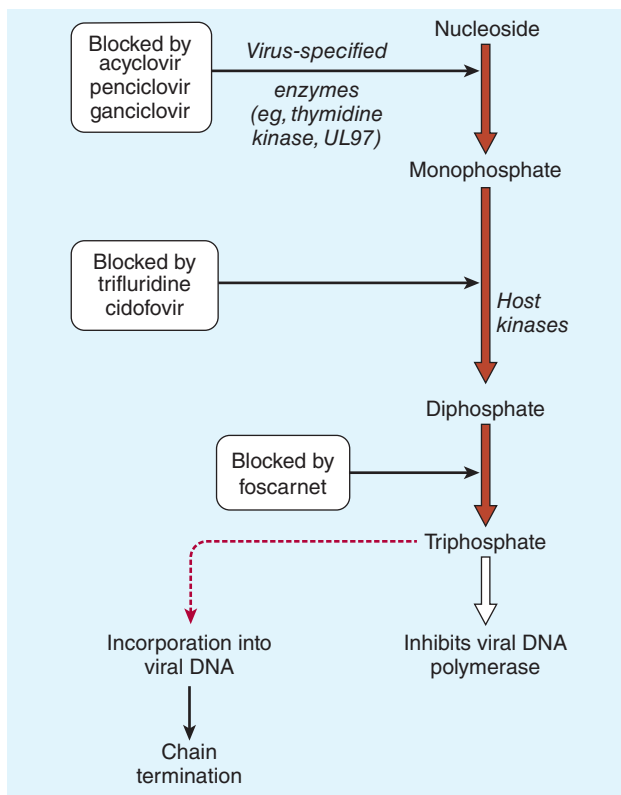 Blocked by
acyclovir
penciclovir
ganciclovir
Virus-specified
enzymes
(eg, thymidine
kinase, UL97)
Nucleoside
Monophosphate
Blocked by
trifluridine
cidofovir
Host
kinases
Diphosphate
Blocked by
foscarnet
Triphosphate
Incorporation into
viral DNA
Inhibits viral DNA
polymerase
Chain
termination